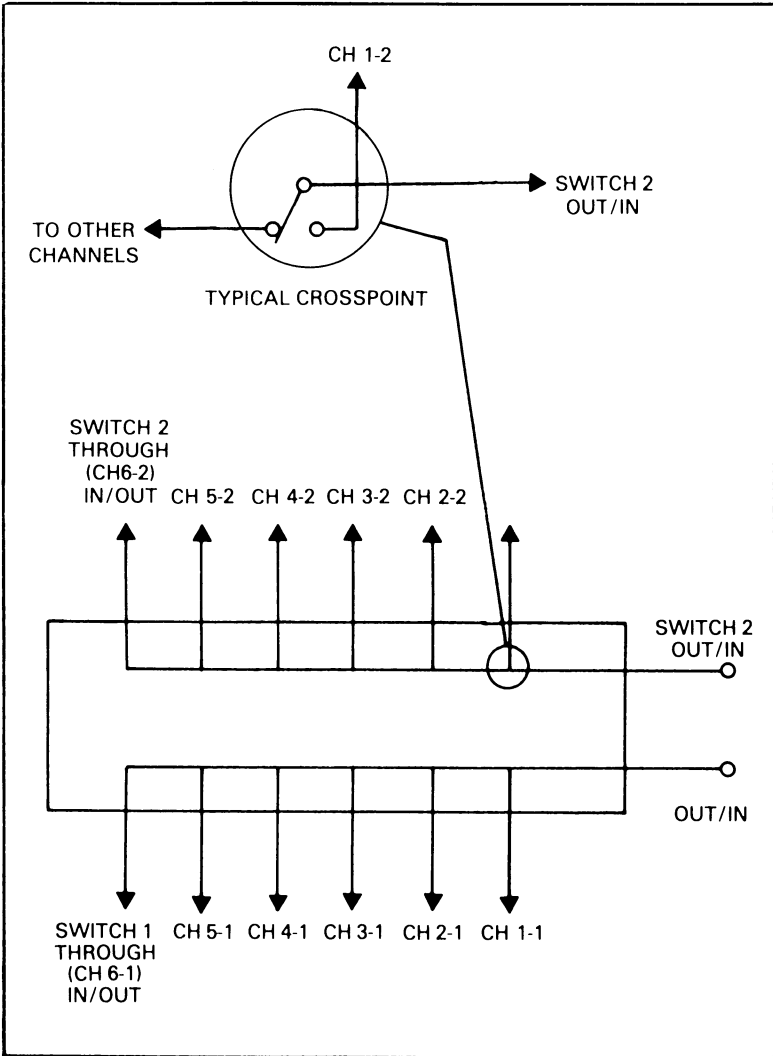 CH 1-2
SWITCH 2
OUT/IN
TO OTHER
CHANNELS
TYPICAL CROSSPOINT
SWITCH 2
THROUGH
(CH6-2)
IN/OUT
CH 5-2
CH 4-2
CH 3-2
CH 2-2
SWITCH 2
OUT/IN
OUT/IN
SWITCH 1
THROUGH
(CH 6-1)
IN/OUT
CH 5-1
CH 4-1
CH 3-1
CH 2-1
CH 1-1